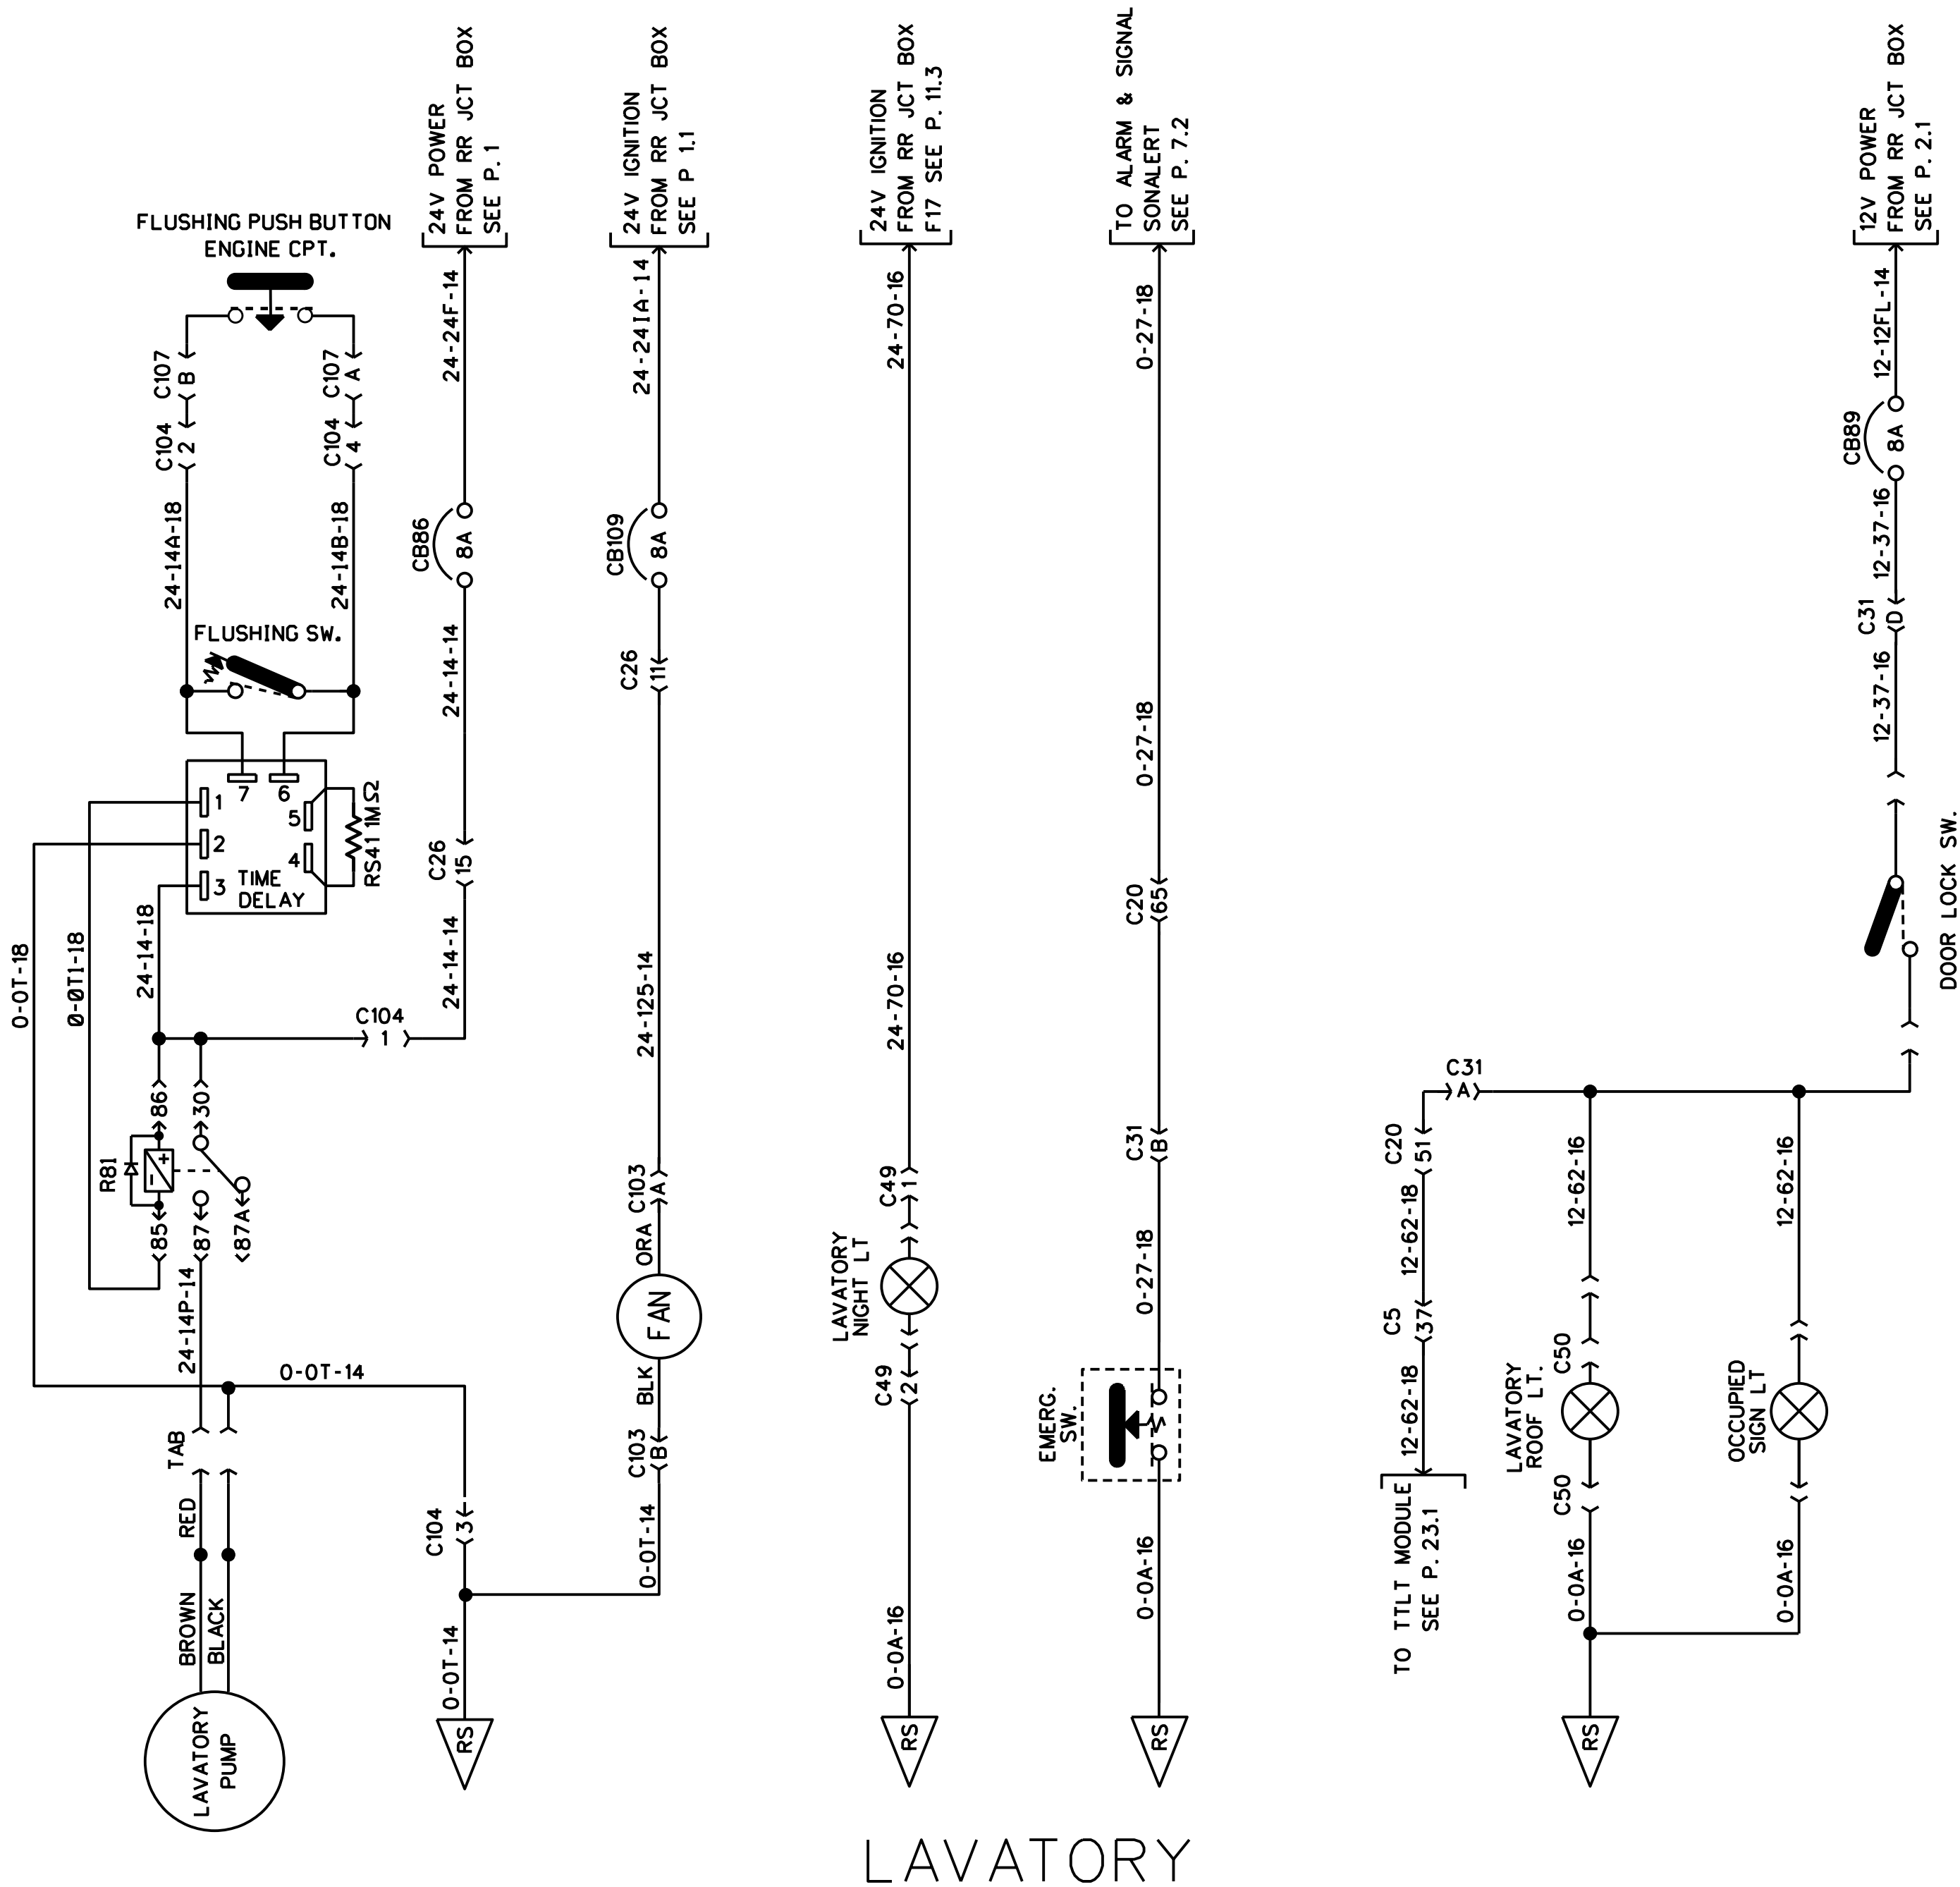 FLUSHING PUSH BUTTON
ENGINE CPT.
C107
B
C107
A
C104
2
C104
4
24-14A-18
24-14B-18
FLUSHING SW.
7
6
1
2
3
5
4
TIME
DELAY
RS41 1MΩ
0-0T-18
0-0T1-18
24-14-18
C104
1
86
30
R81
+
-
85
87
87A
24-14P-14
0-0T-14
TAB
RED
BROWN
BLACK
LAVATORY
PUMP
24V POWER
FROM RR JCT BOX
SEE P. 1
24-24F-14
CB86
8A
24-14-14
C26
15
24-14-14
C104
3
0-0T-14
RS
24V IGNITION
FROM RR JCT BOX
SEE P 1.1
24-24IA-14
CB109
8A
C26
11
24-125-14
C103
A
ORA
FAN
BLK
C103
B
0-0T-14
24V IGNITION
FROM RR JCT BOX
F17 SEE P. 11.3
24-70-16
24-70-16
C49
1
LAVATORY
NIGHT LT
C49
2
0-0A-16
RS
TO ALARM & SIGNAL
SONALERT
SEE P. 7.2
0-27-18
0-27-18
C20
65
C31
B
0-27-18
EMERG.
SW.
0-0A-16
RS
12V POWER
FROM RR JCT BOX
SEE P. 2.1
12-12FL-14
CB89
8A
12-37-16
C31
D
12-37-16
DOOR LOCK SW.
C31
A
C20
51
12-62-18
C5
37
12-62-18
TO TTLT MODULE
SEE P. 23.1
12-62-16
C50
LAVATORY
ROOF LT.
C50
0-0A-16
12-62-16
OCCUPIED
SIGN LT
0-0A-16
RS
LAVATORY